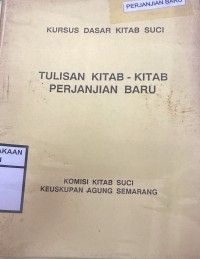 PERJANJIAN BARU
KURSUS DASAR KITAB SUCI
TULISAN KITAB - KITAB
PERJANJIAN BARU
KOMISI KITAB SUCI
KEUSKUPAN AGUNG SEMARANG